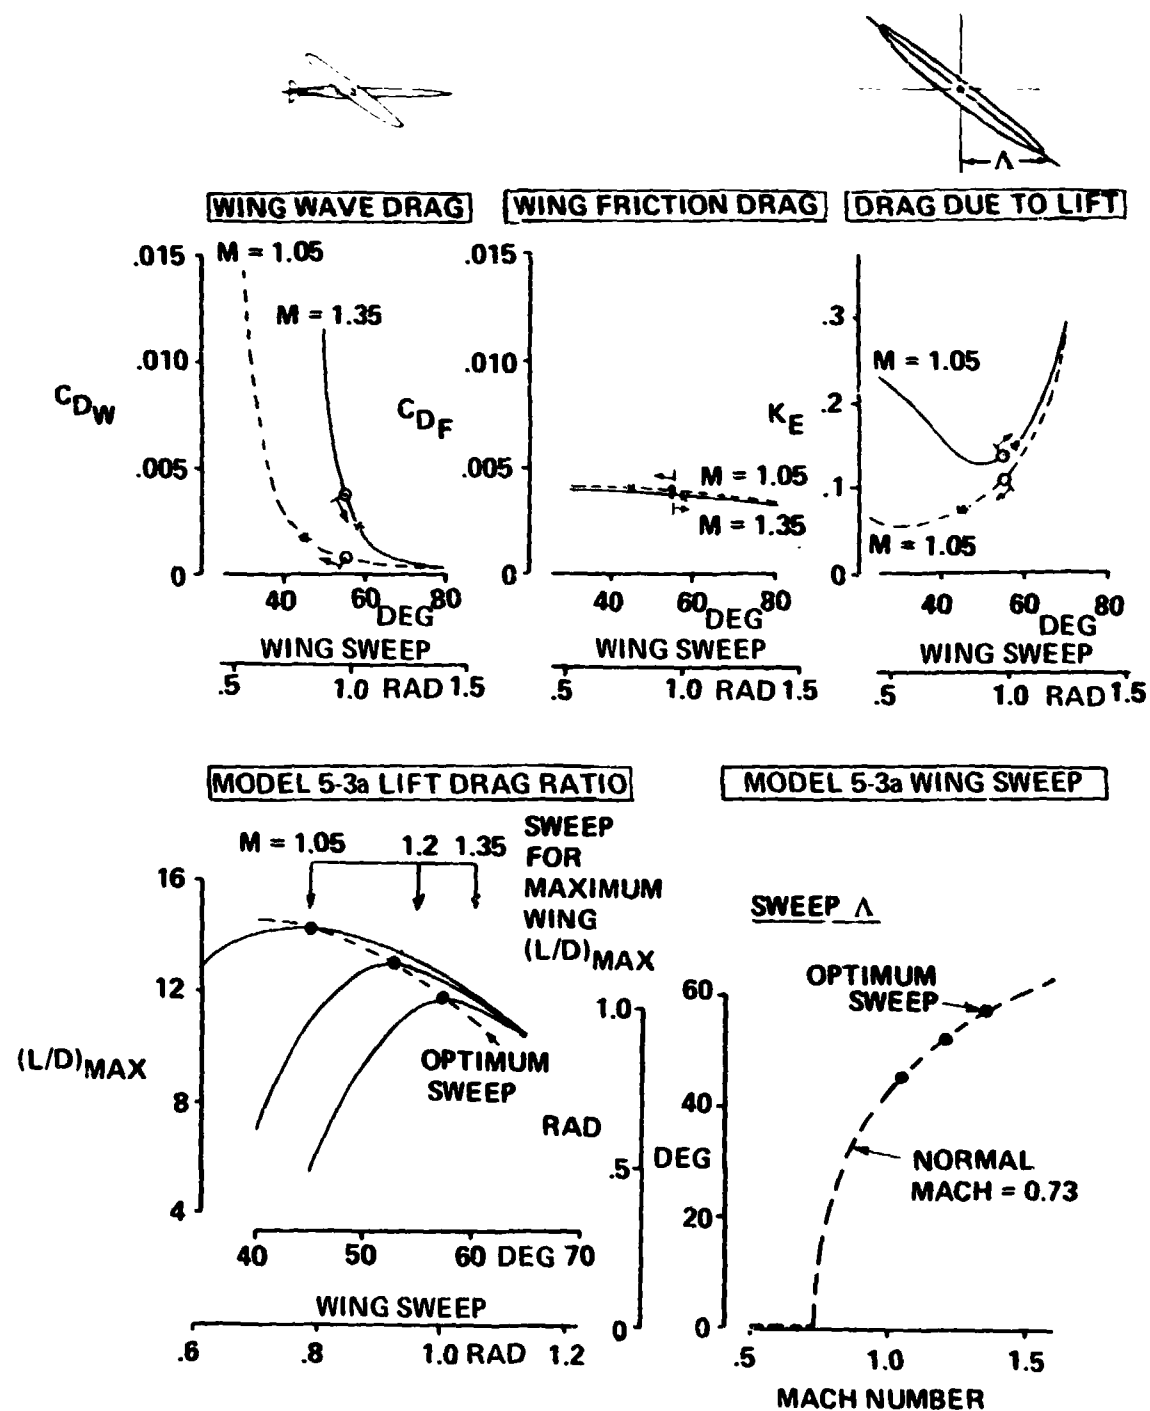 Λ
WING WAVE DRAG
WING FRICTION DRAG
DRAG DUE TO LIFT
.015
M = 1.05
M = 1.35
.010
CDW
.005
0
40 60 80
DEG
WING SWEEP
.5 1.0 RAD 1.5
.015
.010
CDF
.005
M = 1.05
M = 1.35
0
40 60 80
DEG
WING SWEEP
.5 1.0 RAD 1.5
.3
M = 1.05
.2
KE
.1
M = 1.05
0
40 60 80
DEG
WING SWEEP
.5 1.0 RAD 1.5
MODEL 5-3a LIFT DRAG RATIO
M = 1.05 1.2 1.35
SWEEP
FOR
MAXIMUM
WING
(L/D)MAX
16
12
(L/D)MAX
8
4
OPTIMUM
SWEEP
40 50 60 DEG 70
WING SWEEP
.6 .8 1.0 RAD 1.2
MODEL 5-3a WING SWEEP
SWEEP Λ
OPTIMUM
SWEEP
1.0
RAD
.5
0
60
40
DEG
20
0
NORMAL
MACH = 0.73
.5 1.0 1.5
MACH NUMBER